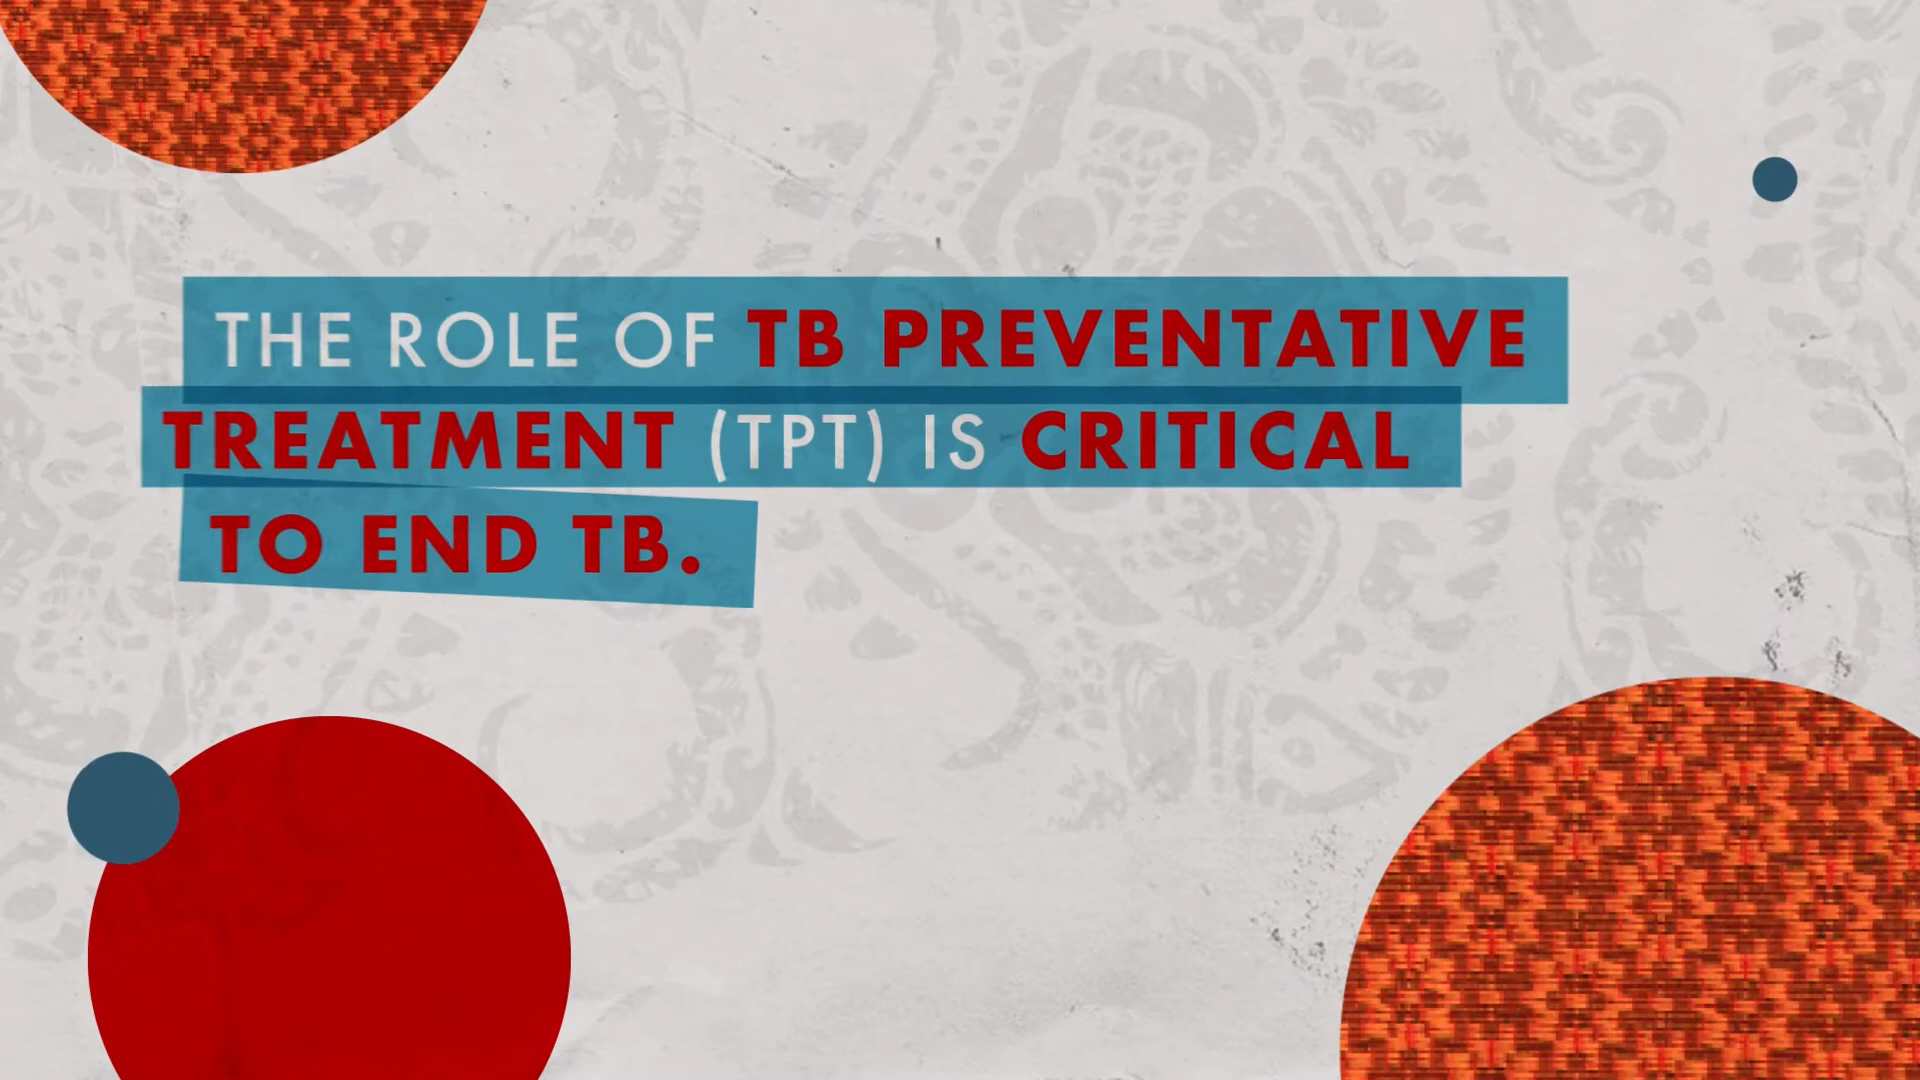 THE ROLE OF TB PREVENTATIVE
TREATMENT (TPT) IS CRITICAL
TO END TB.